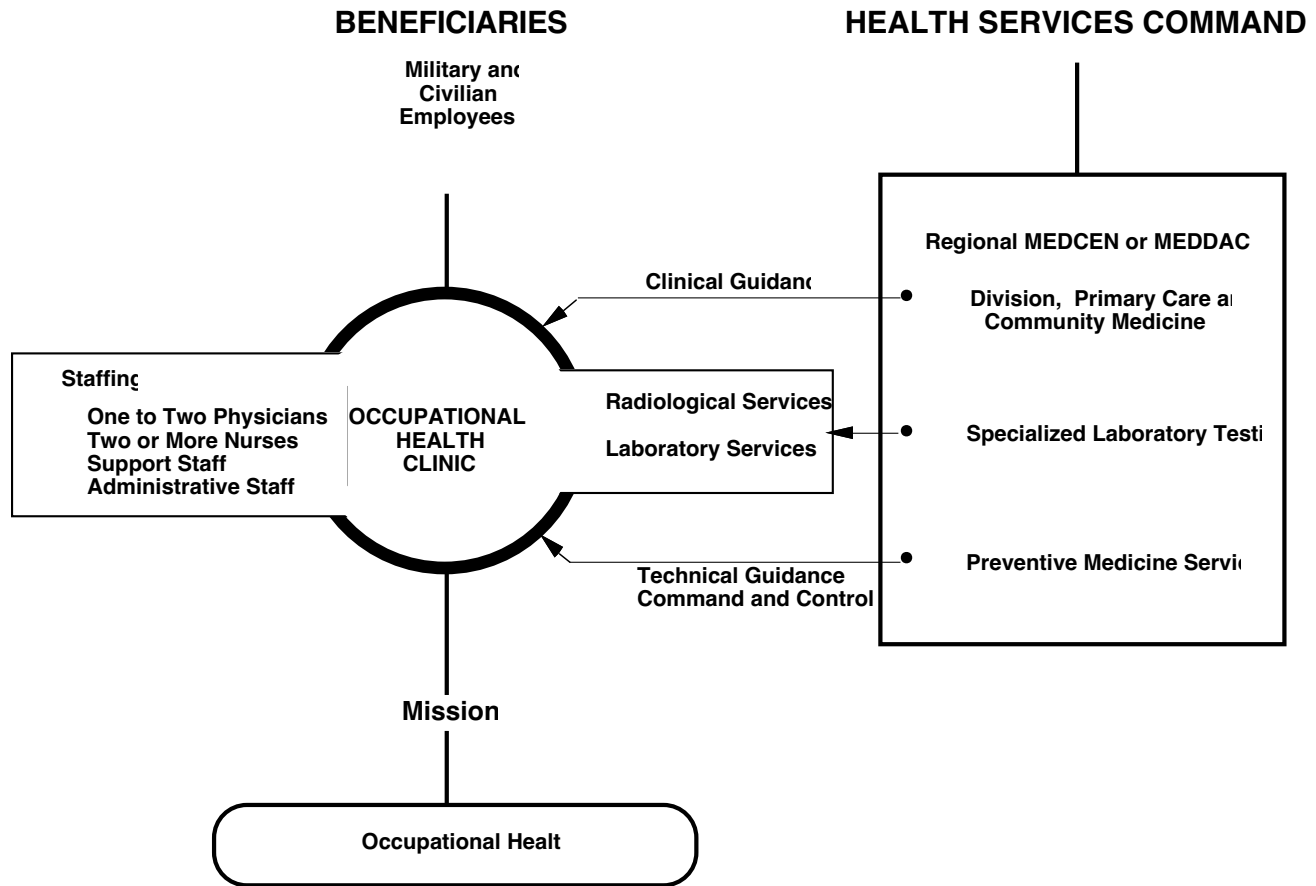 BENEFICIARIES
Military and
Civilian
Employees
HEALTH SERVICES COMMAND
Regional MEDCEN or MEDDAC
Clinical Guidanc
Division, Primary Care a
Community Medicine
Staffing
One to Two Physicians
Two or More Nurses
Support Staff
Administrative Staff
OCCUPATIONAL
HEALTH
CLINIC
Radiological Services
Laboratory Services
Specialized Laboratory Testi
Preventive Medicine Servi
Technical Guidance
Command and Control
Mission
Occupational Healt